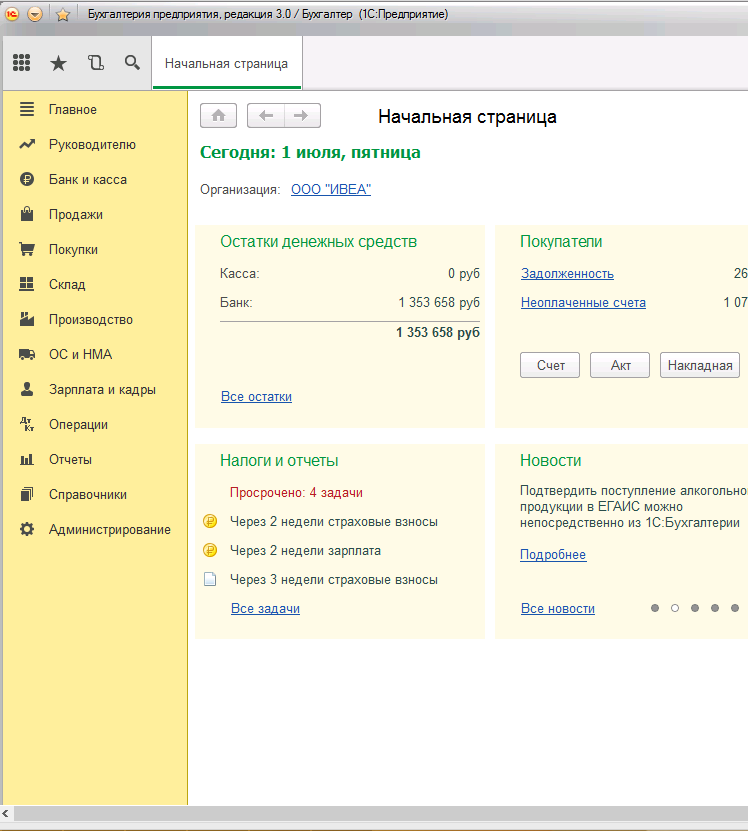 Бухгалтерия предприятия, редакция 3.0 / Бухгалтер (1С:Предприятие)
Начальная страница
Главное
Руководителю
Банк и касса
Продажи
Покупки
Склад
Производство
ОС и НМА
Зарплата и кадры
Операции
Отчеты
Справочники
Администрирование
Начальная страница
Сегодня: 1 июля, пятница
Организация: ООО "ИВЕА"
Остатки денежных средств
Касса: 0 руб
Банк: 1 353 658 руб
1 353 658 руб
Все остатки
Покупатели
Задолженность 26
Неоплаченные счета 1 07
Счет Акт Накладная
Налоги и отчеты
Просрочено: 4 задачи
Через 2 недели страховые взносы
Через 2 недели зарплата
Через 3 недели страховые взносы
Все задачи
Новости
Подтвердить поступление алкогольно
продукции в ЕГАИС можно
непосредственно из 1С:Бухгалтерии
Подробнее
Все новости